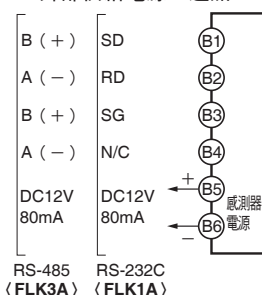 B（＋） SD B1
A（－） RD B2
B（＋） SG B3
A（－） N/C B4
DC12V 80mA DC12V 80mA + B5 感測器
− B6 電源
RS-485 RS-232C
〈FLK3A〉 〈FLK1A〉